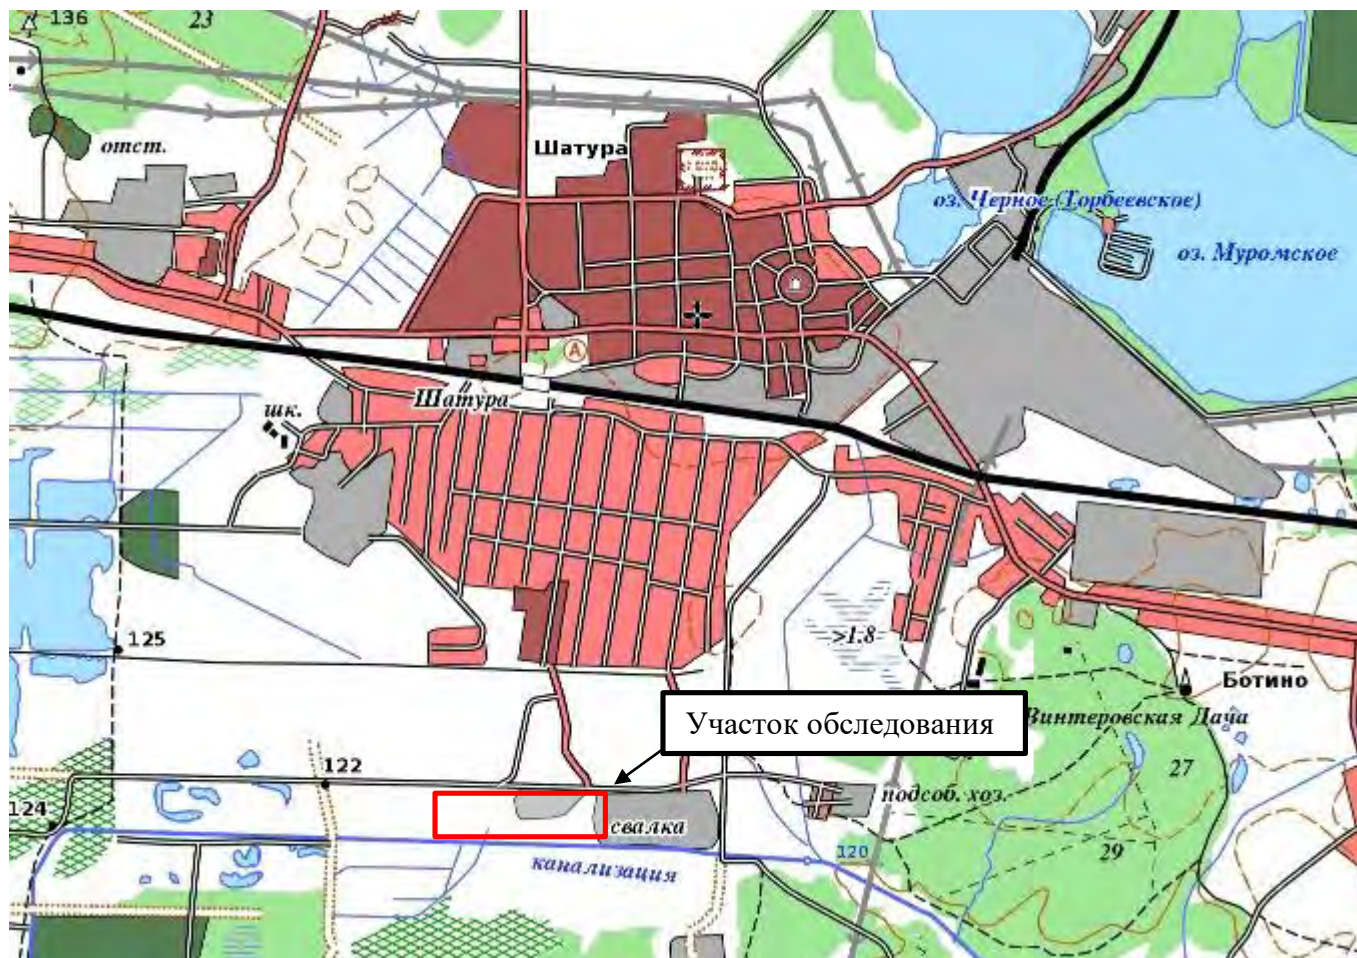 136
23
отст.
Шатура
оз. Черное (Торбеевское)
оз. Муромское
А
Шатура
шк.
>1.8
125
Ботино
Участок обследования
Винтеровская Дача
122
27
подсоб. хоз.
124
свалка
120
29
канализация